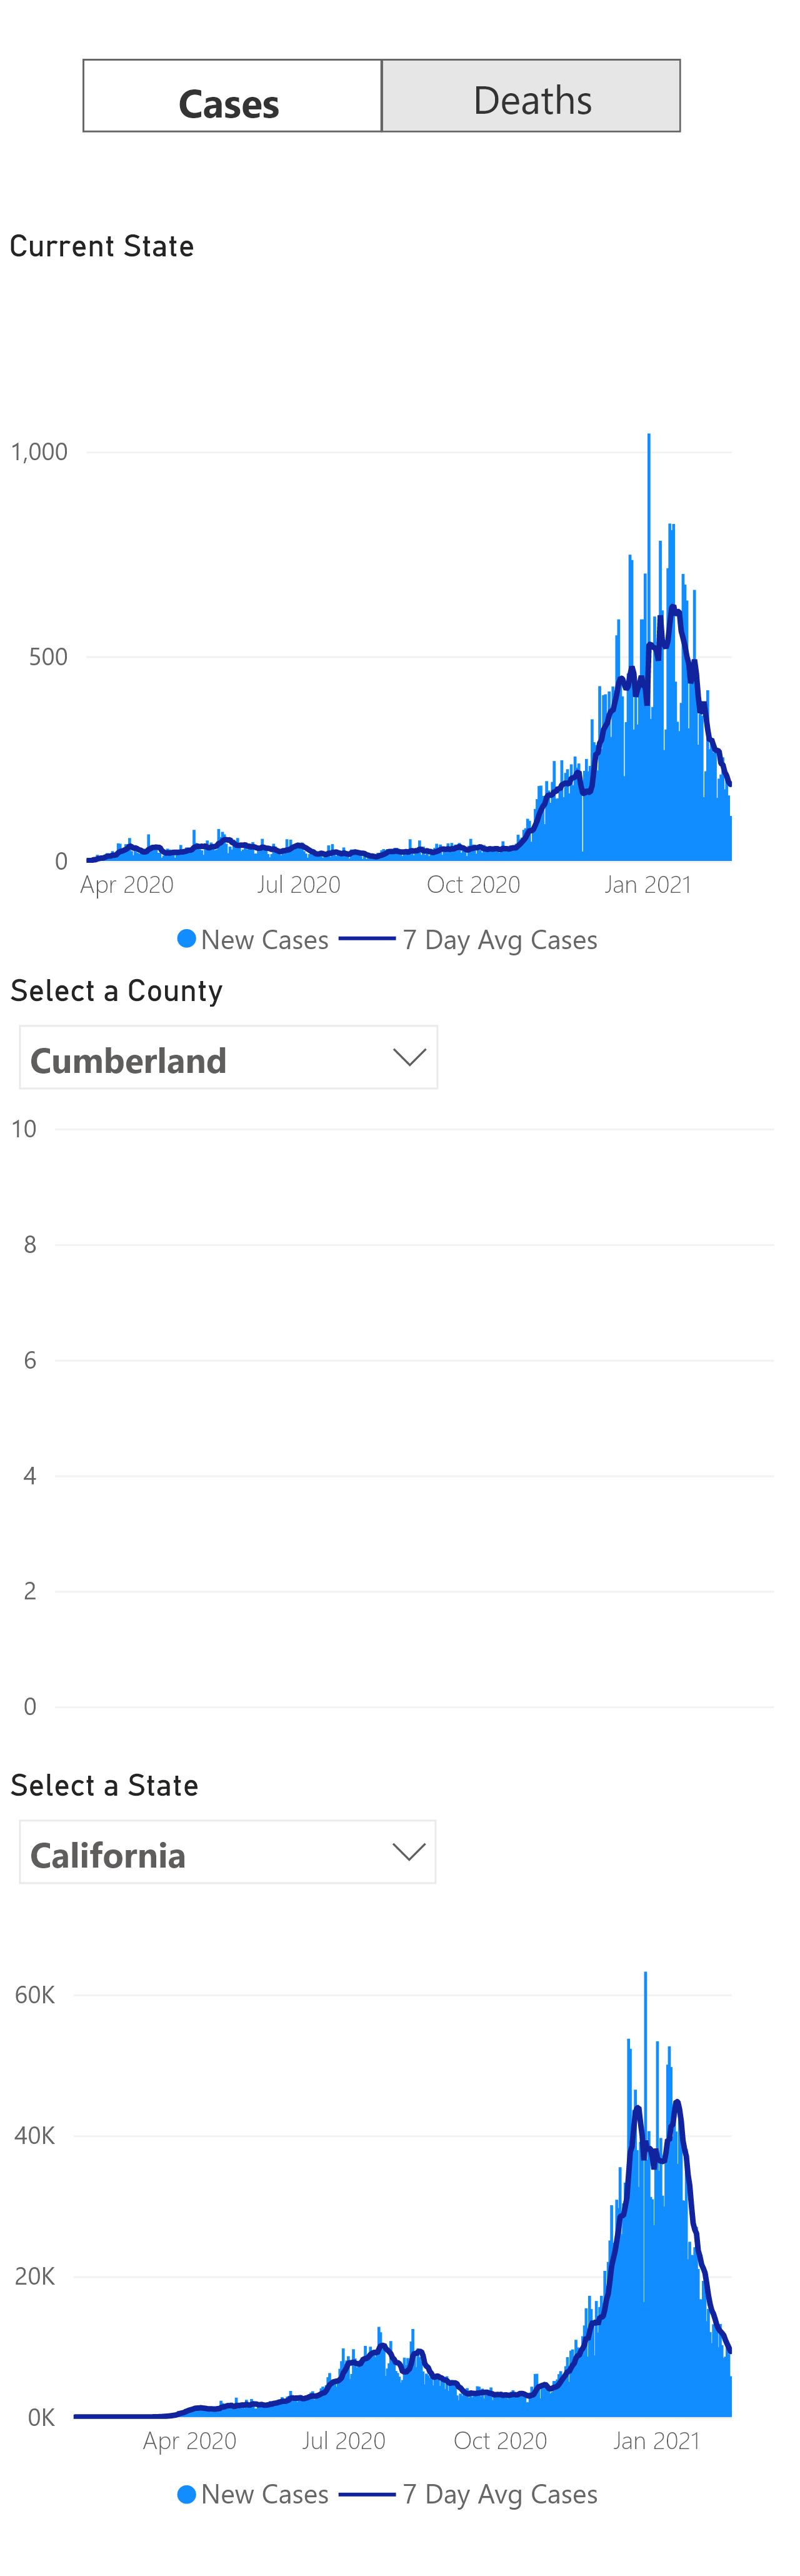 Cases Deaths
Current State
1,000
500
0
Apr 2020 Jul 2020 Oct 2020 Jan 2021
New Cases 7 Day Avg Cases
Select a County
Cumberland
10
8
6
4
2
0
Select a State
California
60K
40K
20K
0K
Apr 2020 Jul 2020 Oct 2020 Jan 2021
New Cases 7 Day Avg Cases